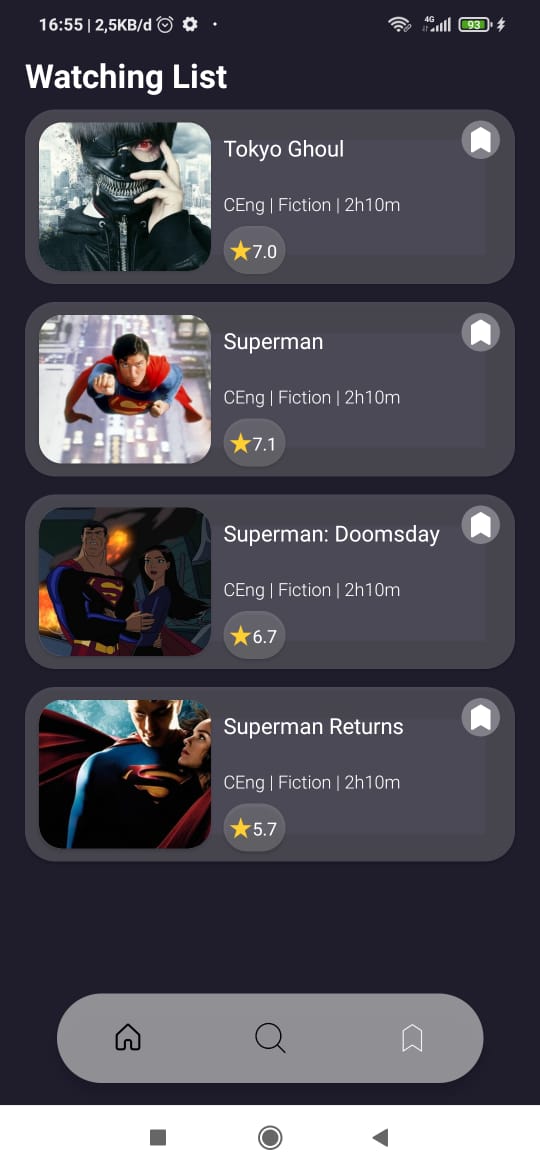 16:55 | 2,5KB/d
4G
93
Watching List
Tokyo Ghoul
CEng | Fiction | 2h10m
7.0
Superman
CEng | Fiction | 2h10m
7.1
Superman: Doomsday
CEng | Fiction | 2h10m
6.7
Superman Returns
CEng | Fiction | 2h10m
5.7